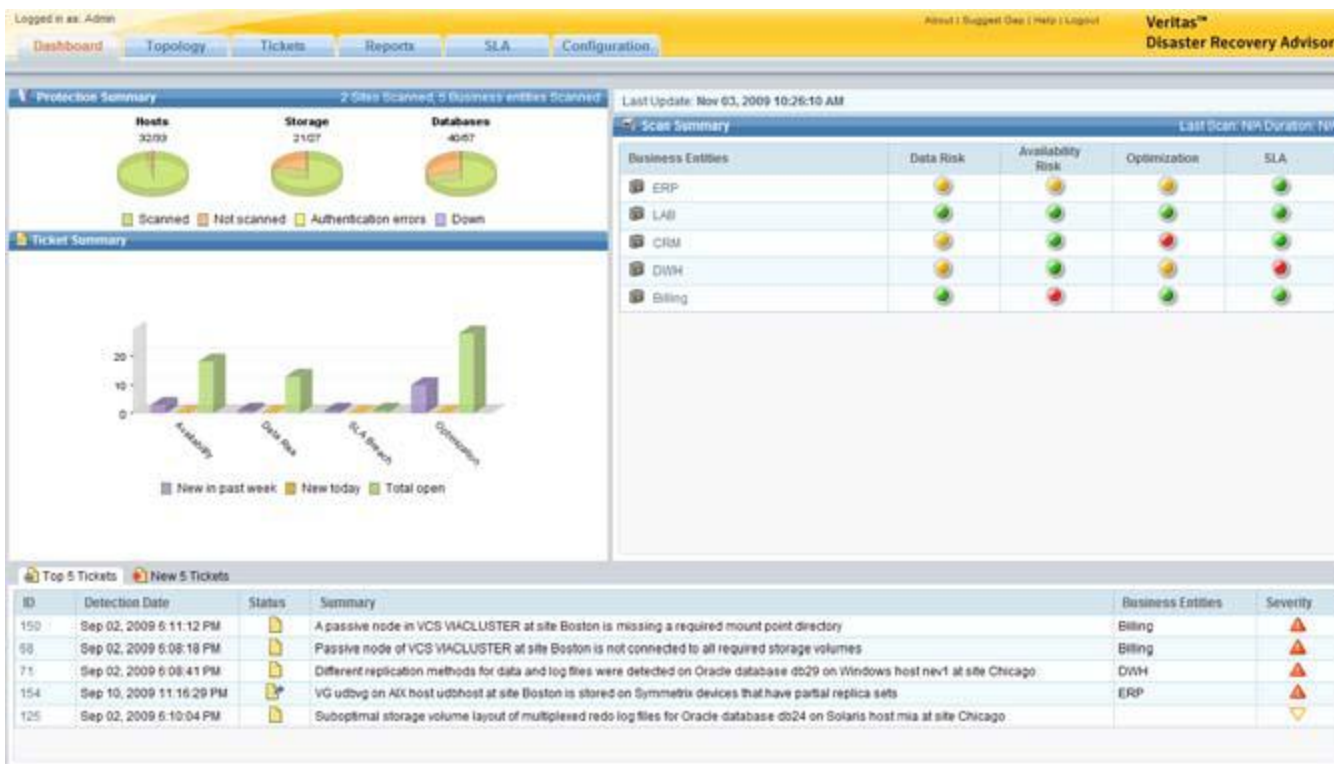 Logged in as: Admin
About | Suggest Gap | Help | Logout
Veritas™
Disaster Recovery Advisor
Dashboard Topology Tickets Reports SLA Configuration
Protection Summary 2 Sites Scanned, 5 Business entities Scanned
Hosts Storage Databases
32/33 21/27 40/57
Scanned Not scanned Authentication errors Down
Ticket Summary
20
10
0
Availability Data Risk SLA Breach Optimization
New in past week New today Total open
Last Update: Nov 03, 2009 10:26:10 AM
Scan Summary Last Scan: N/A Duration:
Business Entities Data Risk Availability Risk Optimization SLA
ERP
LAB
CRM
DWH
Billing
Top 5 Tickets New 5 Tickets
ID Detection Date Status Summary Business Entities Severity
150 Sep 02, 2009 6:11:12 PM A passive node in VCS VIACLUSTER at site Boston is missing a required mount point directory Billing
68 Sep 02, 2009 6:08:18 PM Passive node of VCS VIACLUSTER at site Boston is not connected to all required storage volumes Billing
71 Sep 02, 2009 6:08:41 PM Different replication methods for data and log files were detected on Oracle database db29 on Windows host nev1 at site Chicago DWH
154 Sep 10, 2009 11:16:29 PM VG udbvg on AIX host udbhost at site Boston is stored on Symmetrix devices that have partial replica sets ERP
125 Sep 02, 2009 6:10:04 PM Suboptimal storage volume layout of multiplexed redo log files for Oracle database db24 on Solaris host mia at site Chicago